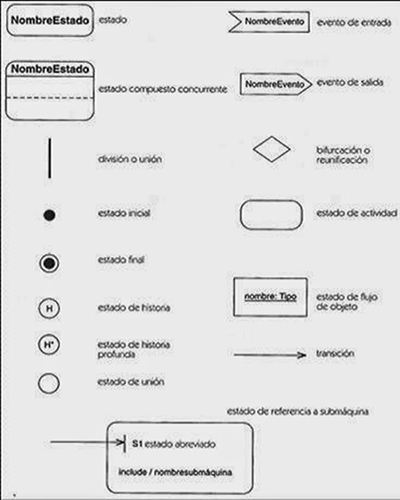 NombreEstado
estado
NombreEvento
evento de entrada
NombreEstado
estado compuesto concurrente
NombreEvento
evento de salida
división o unión
bifurcación o
reunificación
estado inicial
estado de actividad
estado final
nombre: Tipo
estado de flujo
de objeto
H
estado de historia
H*
estado de historia
profunda
transición
estado de unión
estado de referencia a submáquina
S1 estado abreviado
include / nombresubmáquina